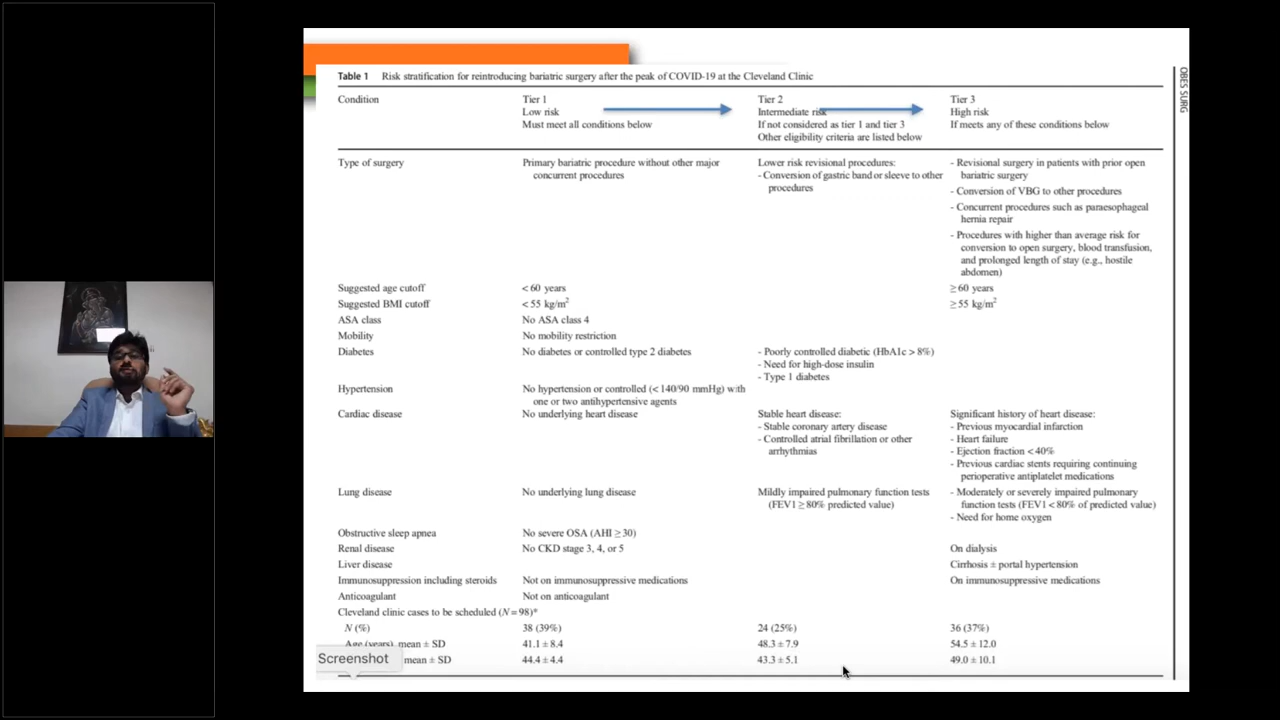 Table 1 Risk stratification for reintroducing bariatric surgery after the peak of COVID-19 at the Cleveland Clinic
OBES SURG
Condition Tier 1 Tier 2 Tier 3
Low risk Intermediate risk High risk
Must meet all conditions below If not considered as tier 1 and tier 3 If meets any of these conditions below
Other eligibility criteria are listed below
Type of surgery Primary bariatric procedure without other major Lower risk revisional procedures: - Revisional surgery in patients with prior open
concurrent procedures - Conversion of gastric band or sleeve to other bariatric surgery
procedures - Conversion of VBG to other procedures
- Concurrent procedures such as paraesophageal
hernia repair
- Procedures with higher than average risk for
conversion to open surgery, blood transfusion,
and prolonged length of stay (e.g., hostile
abdomen)
Suggested age cutoff < 60 years ≥ 60 years
Suggested BMI cutoff < 55 kg/m² ≥ 55 kg/m²
ASA class No ASA class 4
Mobility No mobility restriction
Diabetes No diabetes or controlled type 2 diabetes - Poorly controlled diabetic (HbA1c > 8%)
- Need for high-dose insulin
- Type 1 diabetes
Hypertension No hypertension or controlled (< 140/90 mmHg) with
one or two antihypertensive agents
Cardiac disease No underlying heart disease Stable heart disease: Significant history of heart disease:
- Stable coronary artery disease - Previous myocardial infarction
- Controlled atrial fibrillation or other - Heart failure
arrhythmias - Ejection fraction < 40%
- Previous cardiac stents requiring continuing
perioperative antiplatelet medications
Lung disease No underlying lung disease Mildly impaired pulmonary function tests - Moderately or severely impaired pulmonary
(FEV1 ≥ 80% predicted value) function tests (FEV1 < 80% of predicted value)
- Need for home oxygen
Obstructive sleep apnea No severe OSA (AHI ≥ 30)
Renal disease No CKD stage 3, 4, or 5 On dialysis
Liver disease Cirrhosis ± portal hypertension
Immunosuppression including steroids Not on immunosuppressive medications On immunosuppressive medications
Anticoagulant Not on anticoagulant
Cleveland clinic cases to be scheduled (N = 98)*
N (%) 38 (39%) 24 (25%) 36 (37%)
Age (years), mean ± SD 41.1 ± 8.4 48.3 ± 7.9 54.5 ± 12.0
mean ± SD 44.4 ± 4.4 43.3 ± 5.1 49.0 ± 10.1
Screenshot